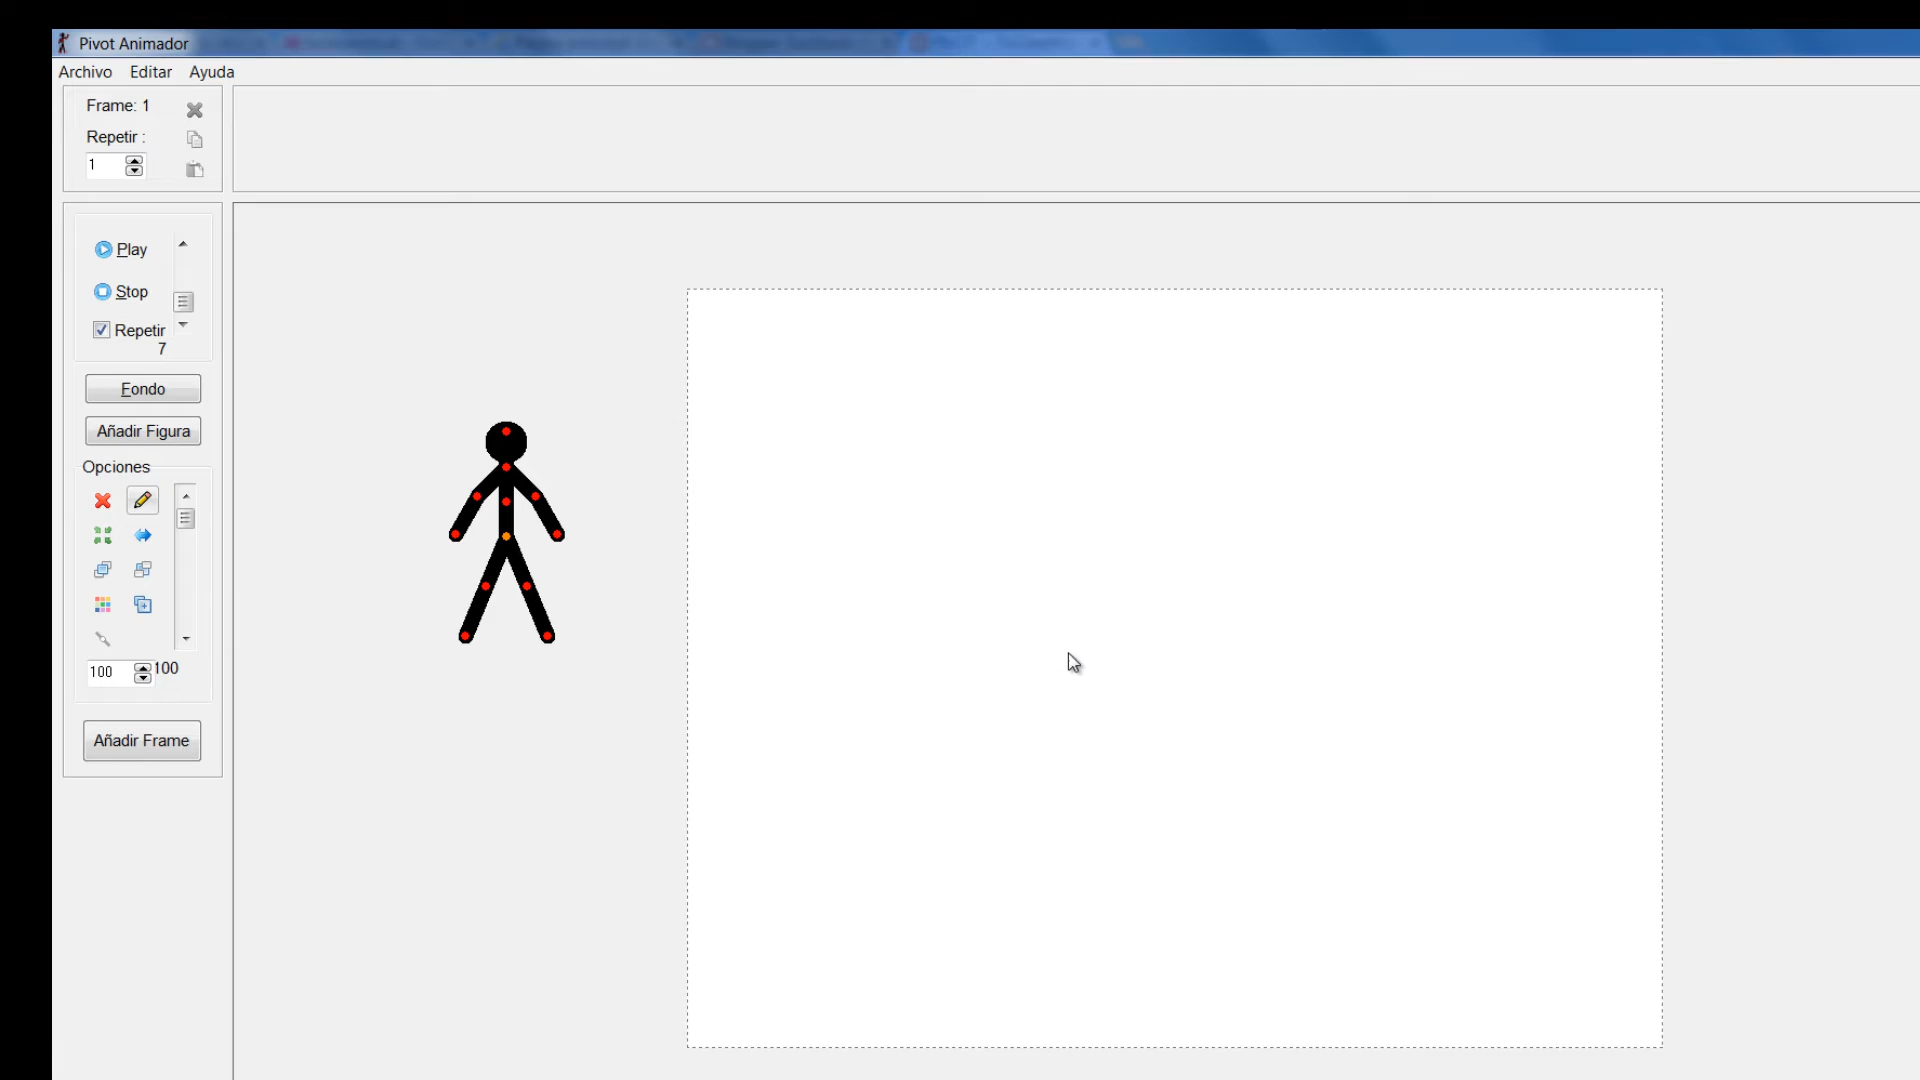 Pivot Animador
Archivo Editar Ayuda
Frame: 1
Repetir :
1
Play
Stop
Repetir
7
Fondo
Añadir Figura
Opciones
100 100
Añadir Frame